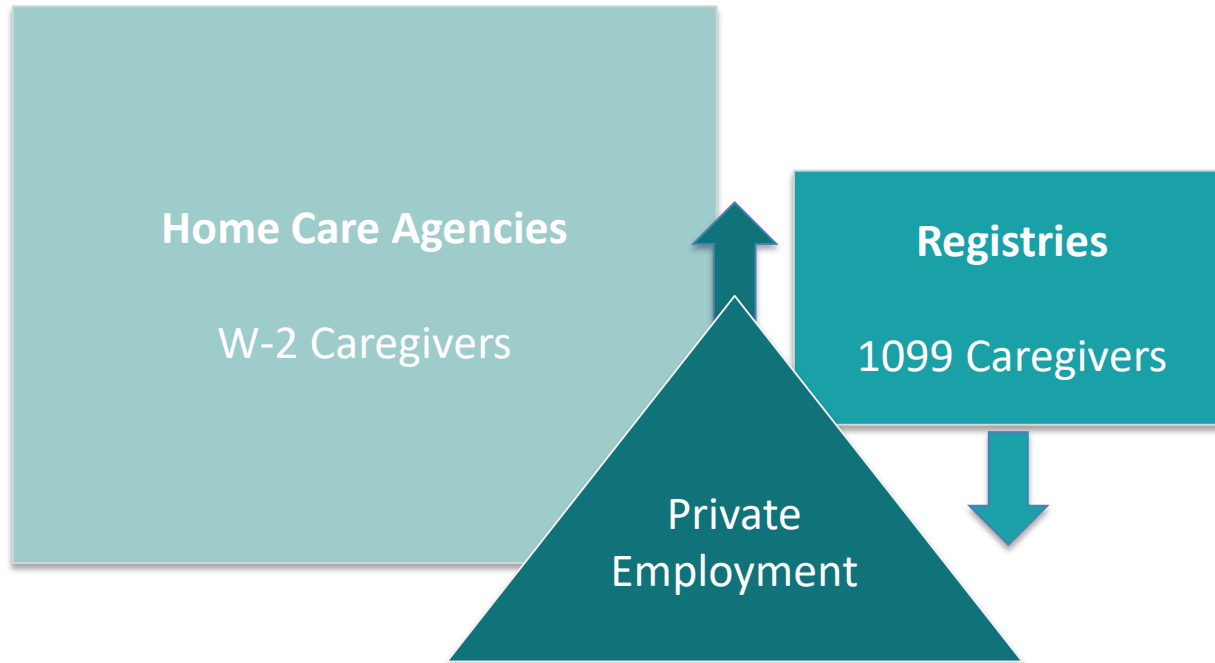 Home Care Agencies
W-2 Caregivers
Registries
1099 Caregivers
Private
Employment